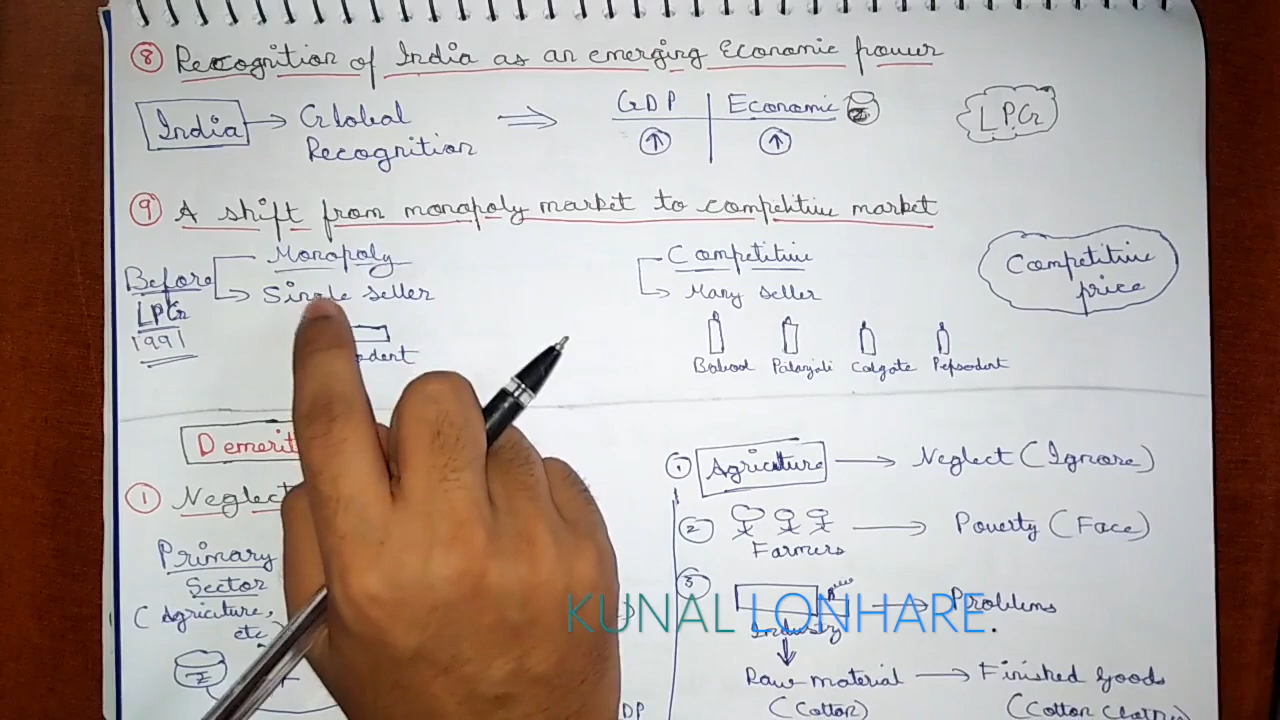 8 Recognition of India as an emerging Economic power
India → Global Recognition ⇒ GDP ↑ | Economic ↑
LPG
9 A shift from monopoly market to competitive market
Before LPG 1991
Monopoly
→ Single seller
Competitive
→ Many seller
Babool Patanjali Colgate Pepsodent
Competitive price
Demerit
1 Neglect
Primary Sector
(Agriculture, etc
1 Agriculture → Neglect (Ignore)
2 Farmers → Poverty (Face)
3 Industry → Problems
Raw material → Finished Goods
(Cotton)
KUNAL LONHARE.